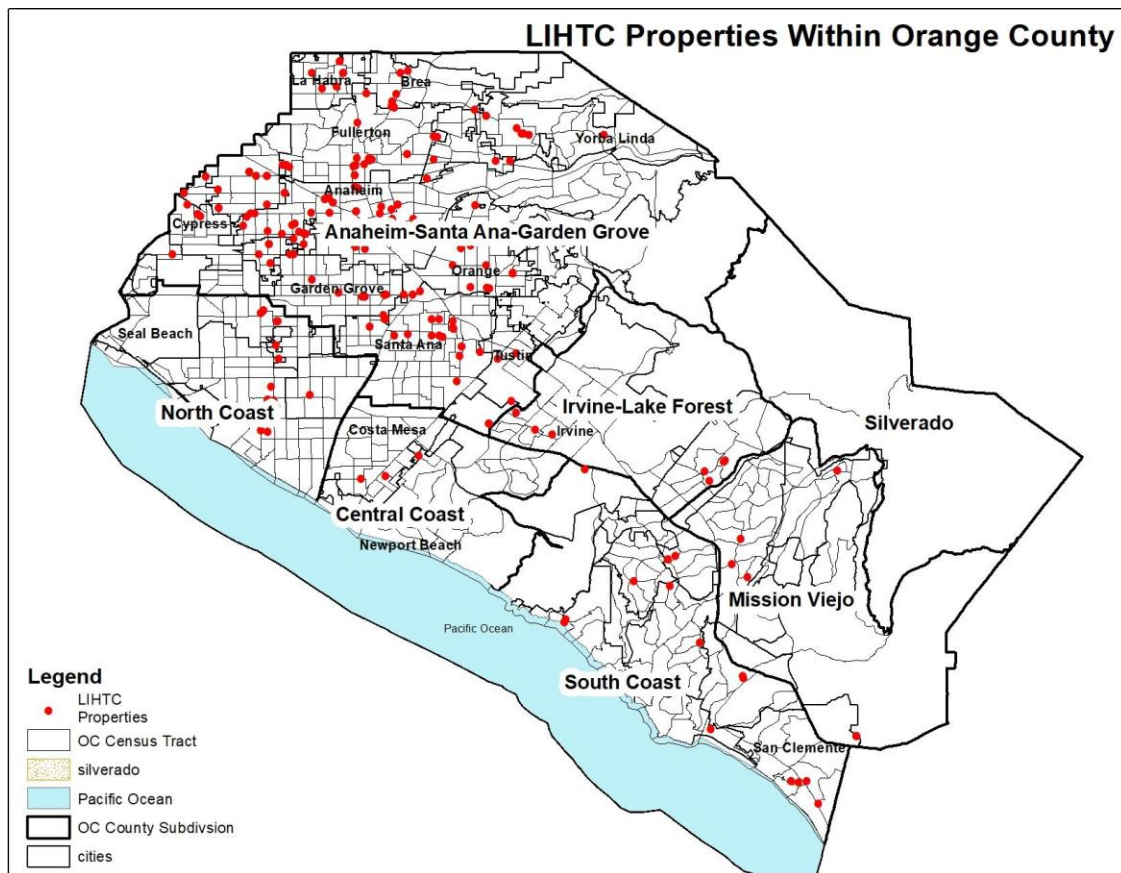 LIHTC Properties Within Orange County
La Habra
Brea
Fullerton
Yorba Linda
Anaheim
Cypress
Anaheim-Santa Ana-Garden Grove
Orange
Garden Grove
Seal Beach
Santa Ana
Tustin
North Coast
Irvine-Lake Forest
Silverado
Costa Mesa
Irvine
Central Coast
Newport Beach
Mission Viejo
Pacific Ocean
South Coast
San Clemente
Legend
LIHTC
Properties
OC Census Tract
silverado
Pacific Ocean
OC County Subdivsion
cities